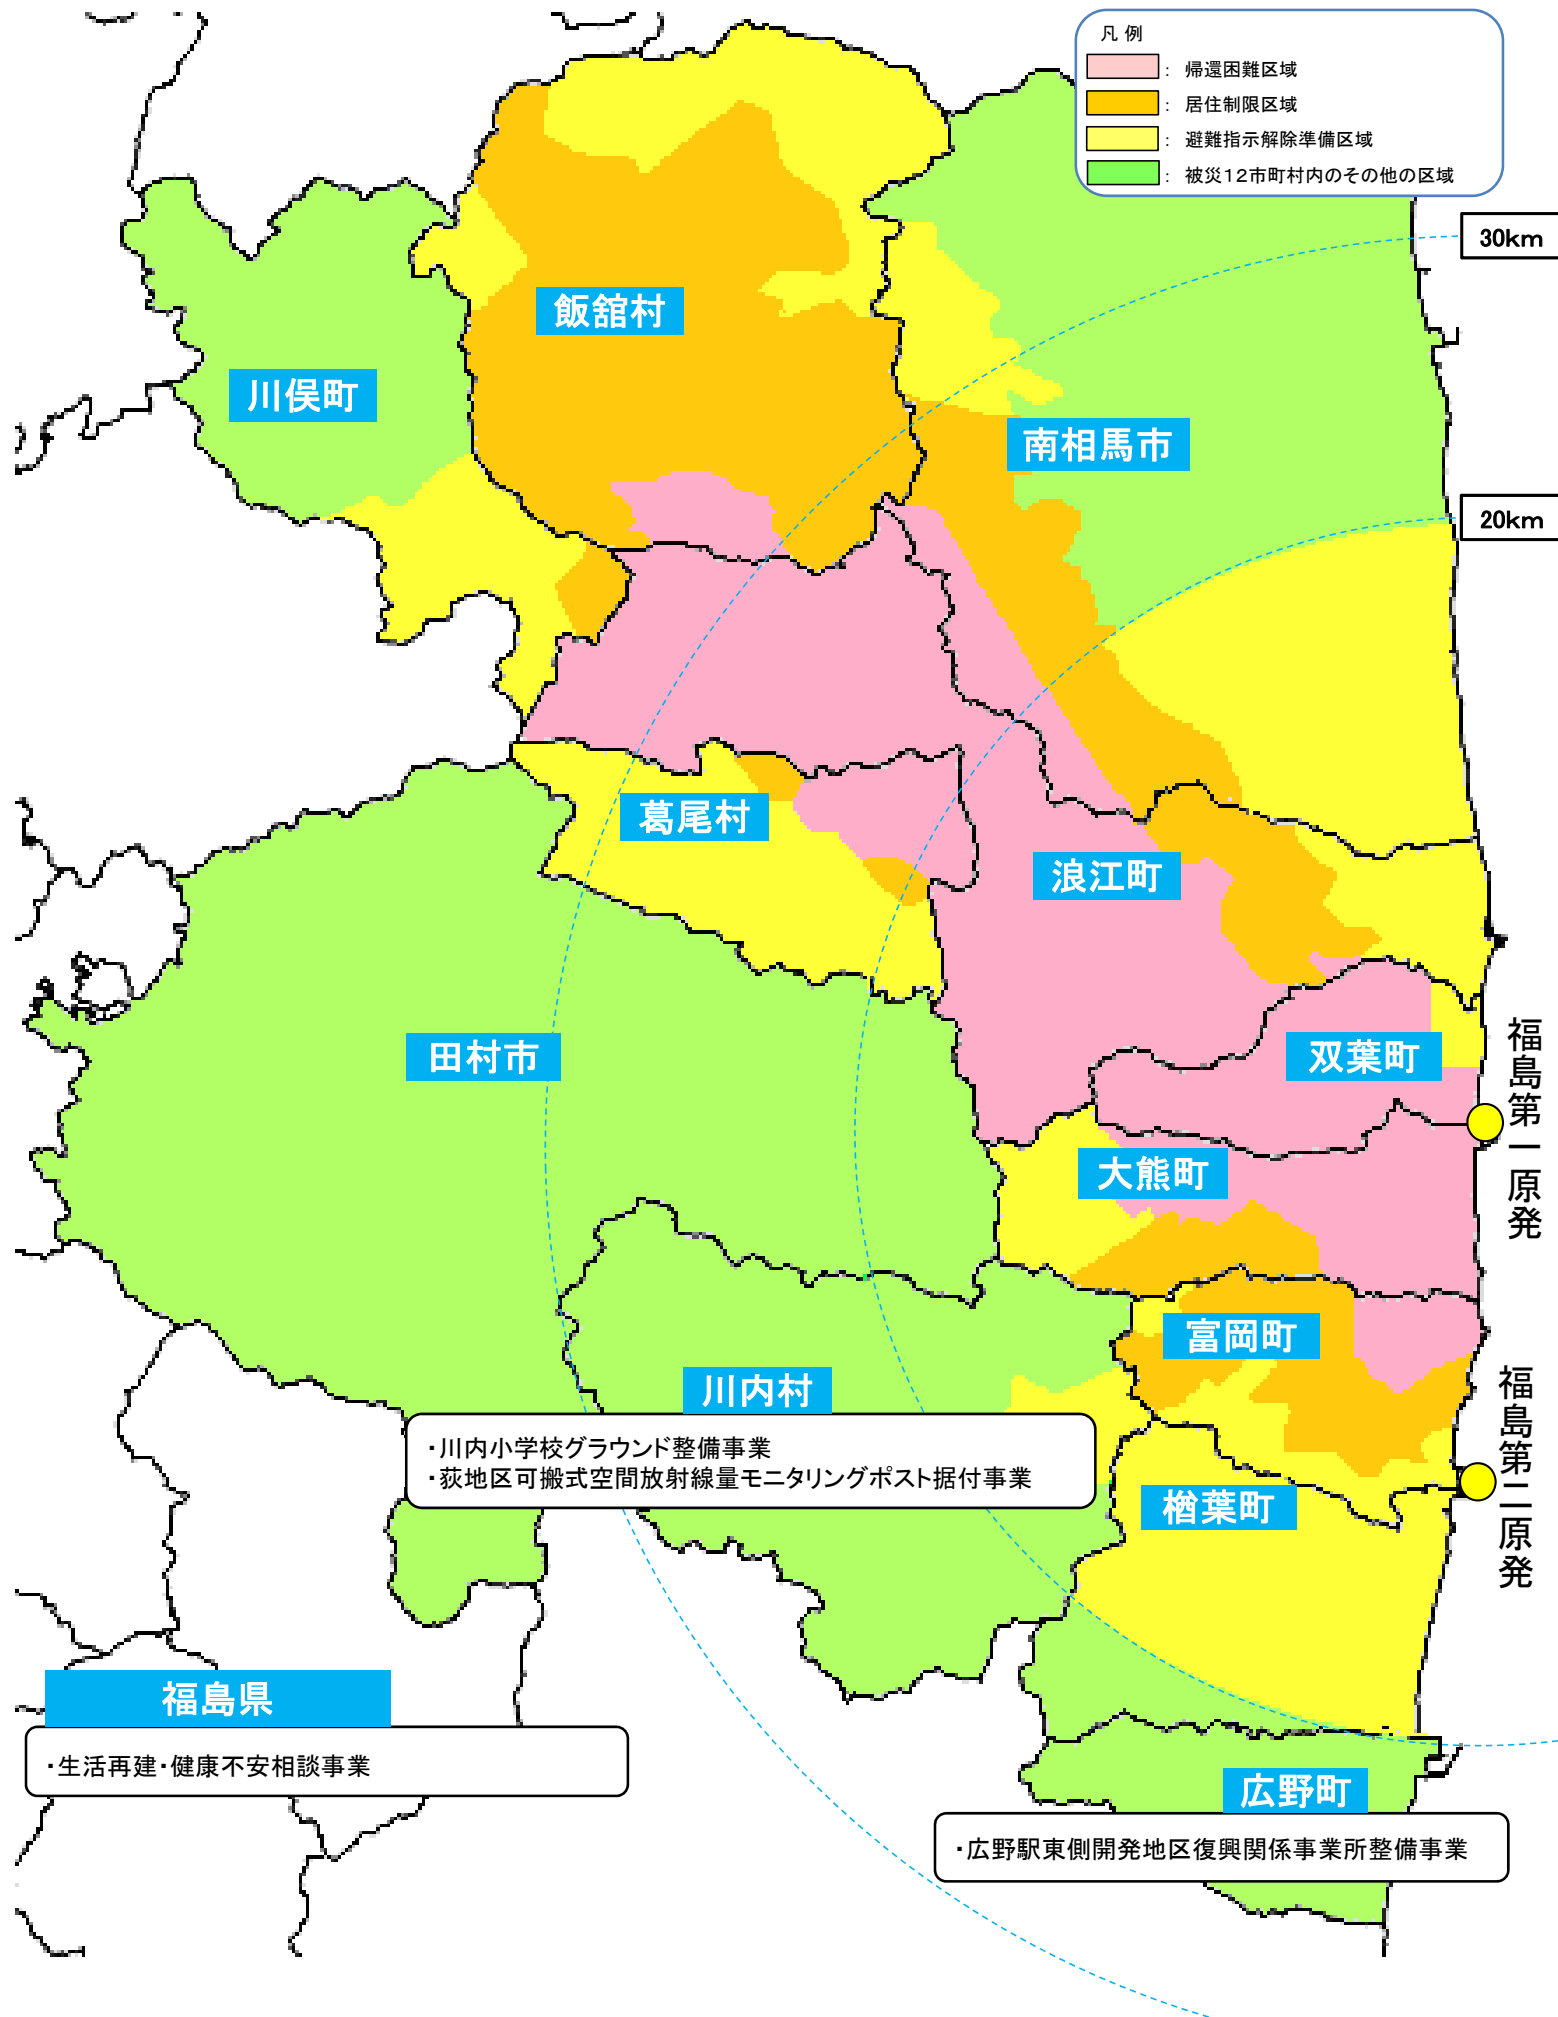 凡 例
： 帰還困難区域
： 居住制限区域
： 避難指示解除準備区域
： 被災12市町村内のその他の区域
30km
飯舘村
川俣町
南相馬市
20km
葛尾村
浪江町
田村市
双葉町
福島第一原発
大熊町
富岡町
川内村
・川内小学校グラウンド整備事業
・荻地区可搬式空間放射線量モニタリングポスト据付事業
福島第二原発
楢葉町
福島県
・生活再建・健康不安相談事業
広野町
・広野駅東側開発地区復興関係事業所整備事業